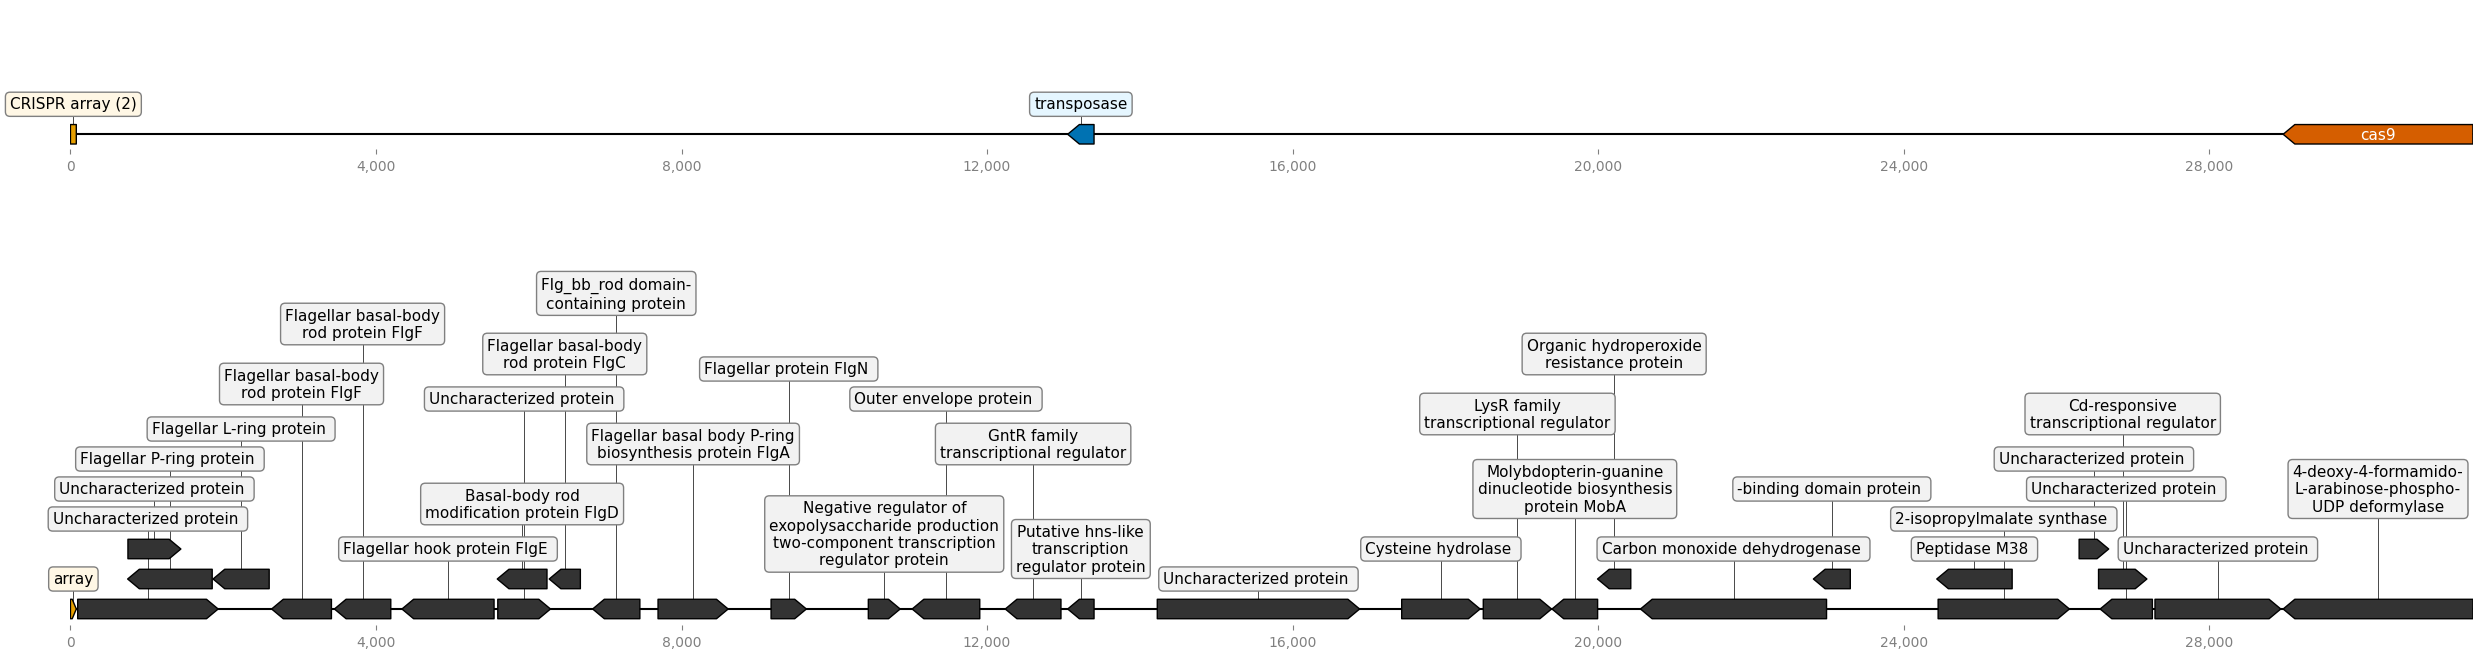 CRISPR array (2)
transposase
cas9
0
4,000
8,000
12,000
16,000
20,000
24,000
28,000
Flg_bb_rod domain-
containing protein
Flagellar basal-body
rod protein FlgF
Flagellar basal-body
rod protein FlgC
Organic hydroperoxide
resistance protein
Flagellar protein FlgN
Flagellar basal-body
rod protein FlgF
Uncharacterized protein
Outer envelope protein
LysR family
transcriptional regulator
Cd-responsive
transcriptional regulator
Flagellar L-ring protein
Flagellar basal body P-ring
biosynthesis protein FlgA
GntR family
transcriptional regulator
Flagellar P-ring protein
Uncharacterized protein
Molybdopterin-guanine
dinucleotide biosynthesis
protein MobA
4-deoxy-4-formamido-
L-arabinose-phospho-
UDP deformylase
Uncharacterized protein
Basal-body rod
modification protein FlgD
-binding domain protein
Uncharacterized protein
Uncharacterized protein
Negative regulator of
exopolysaccharide production
two-component transcription
regulator protein
2-isopropylmalate synthase
Putative hns-like
transcription
regulator protein
Flagellar hook protein FlgE
Cysteine hydrolase
Carbon monoxide dehydrogenase
Peptidase M38
Uncharacterized protein
array
Uncharacterized protein
0
4,000
8,000
12,000
16,000
20,000
24,000
28,000